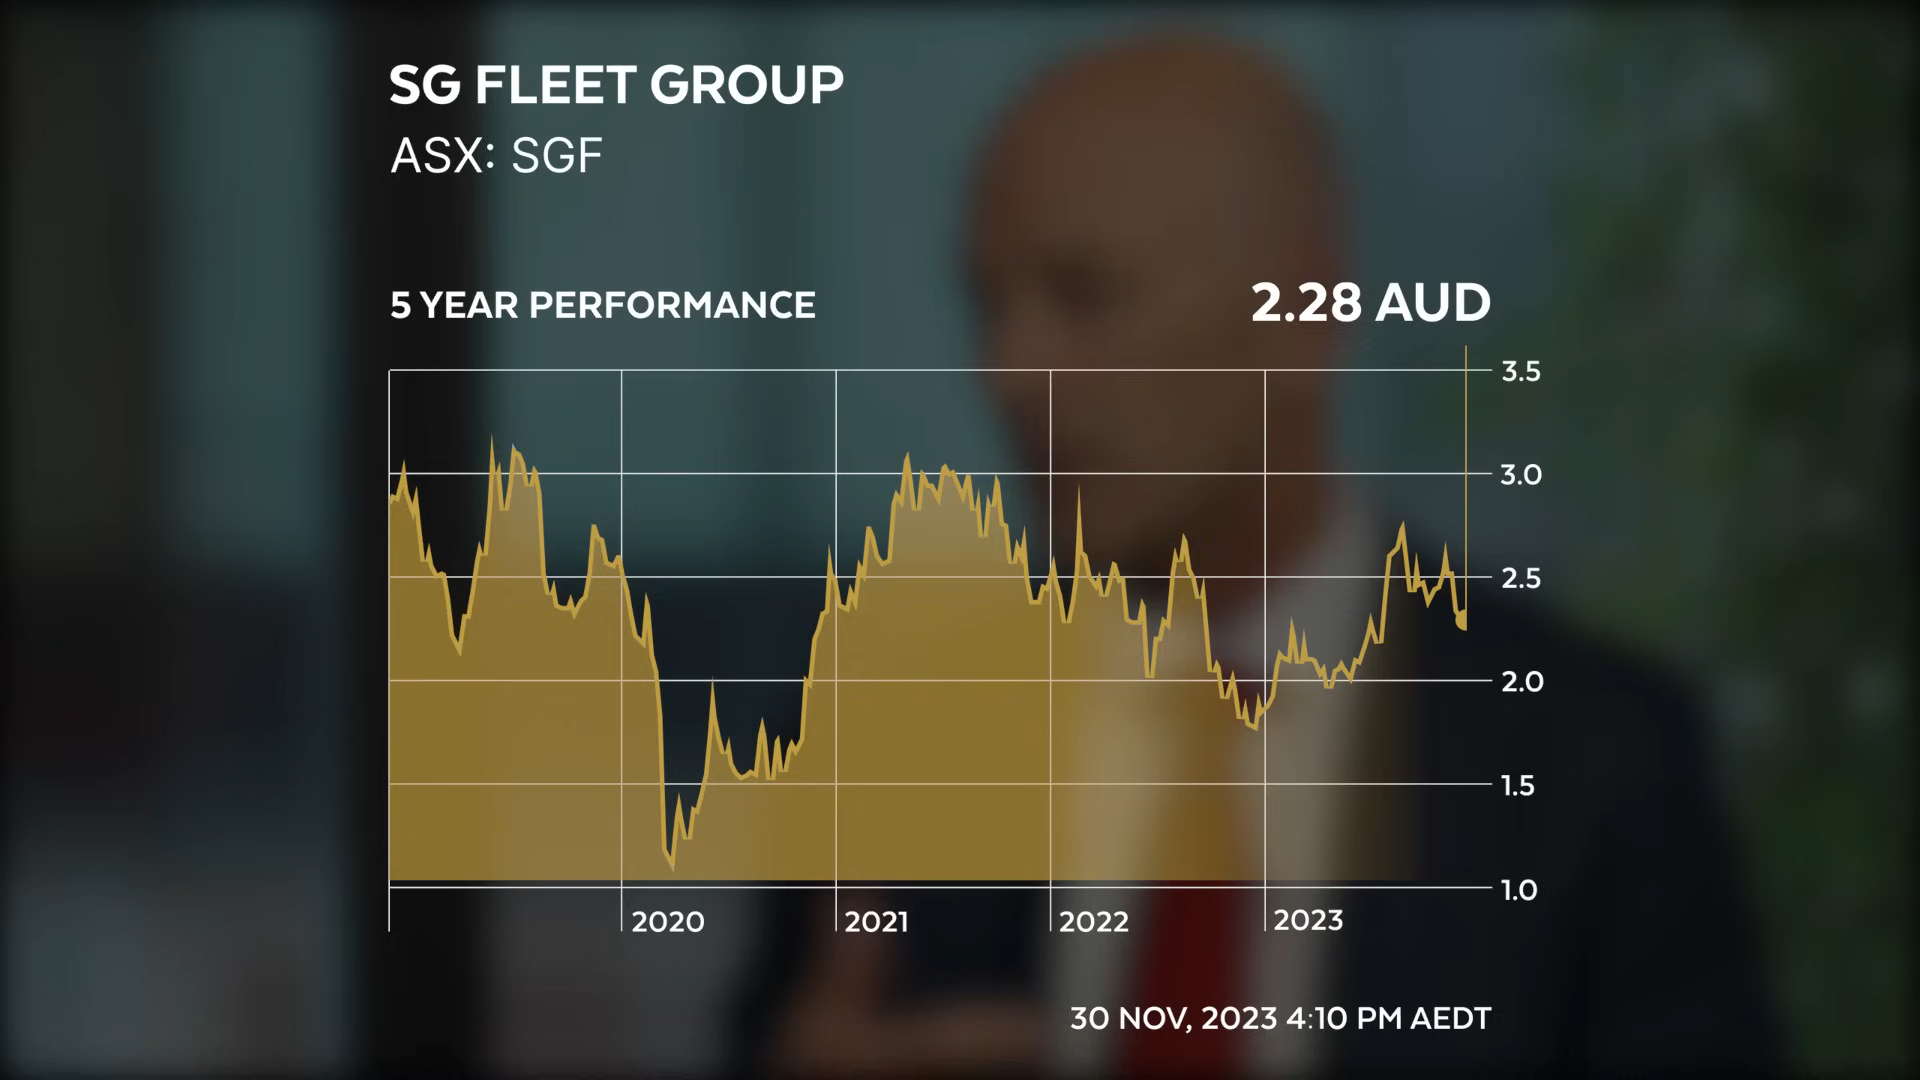 SG FLEET GROUP
ASX: SGF
5 YEAR PERFORMANCE
2.28 AUD
3.5
3.0
2.5
2.0
1.5
1.0
2020
2021
2022
2023
30 NOV, 2023 4:10 PM AEDT